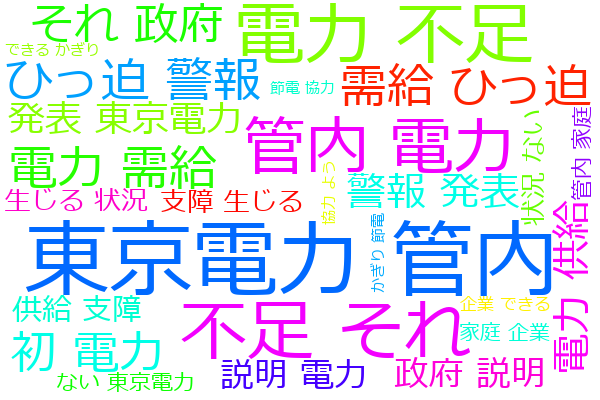 それ 政府
電力 不足
できる かぎり
ひっ迫 警報
節電 協力
需給 ひっ迫
発表 東京電力
管内 電力
状況 ない
管内 家庭
電力 需給
生じる 状況
支障 生じる
協力 よう
警報 発表
東京電力 管内
かぎり 節電
電力 供給
供給 支障
不足 それ
企業 できる
家庭 企業
初 電力
ない 東京電力
説明 電力
政府 説明